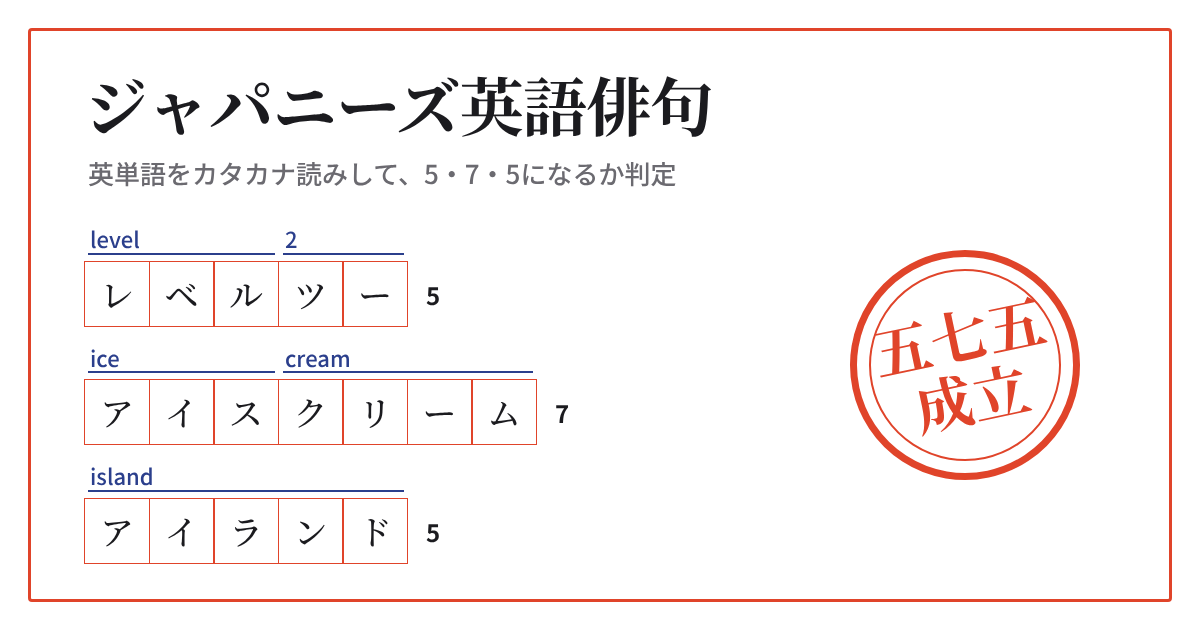 ジャパニーズ英語俳句
英単語をカタカナ読みして、5・7・5になるか判定
level 2
レベルツー 5
ice cream
アイスクリーム 7
island
アイランド 5
五七五
成立